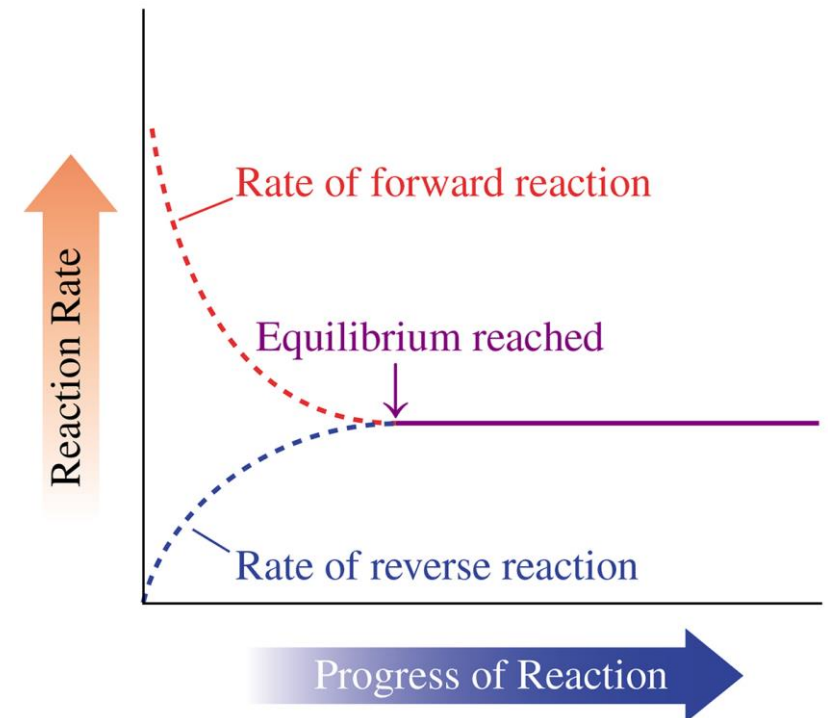 Rate of forward reaction
Reaction Rate
Equilibrium reached
Rate of reverse reaction
Progress of Reaction